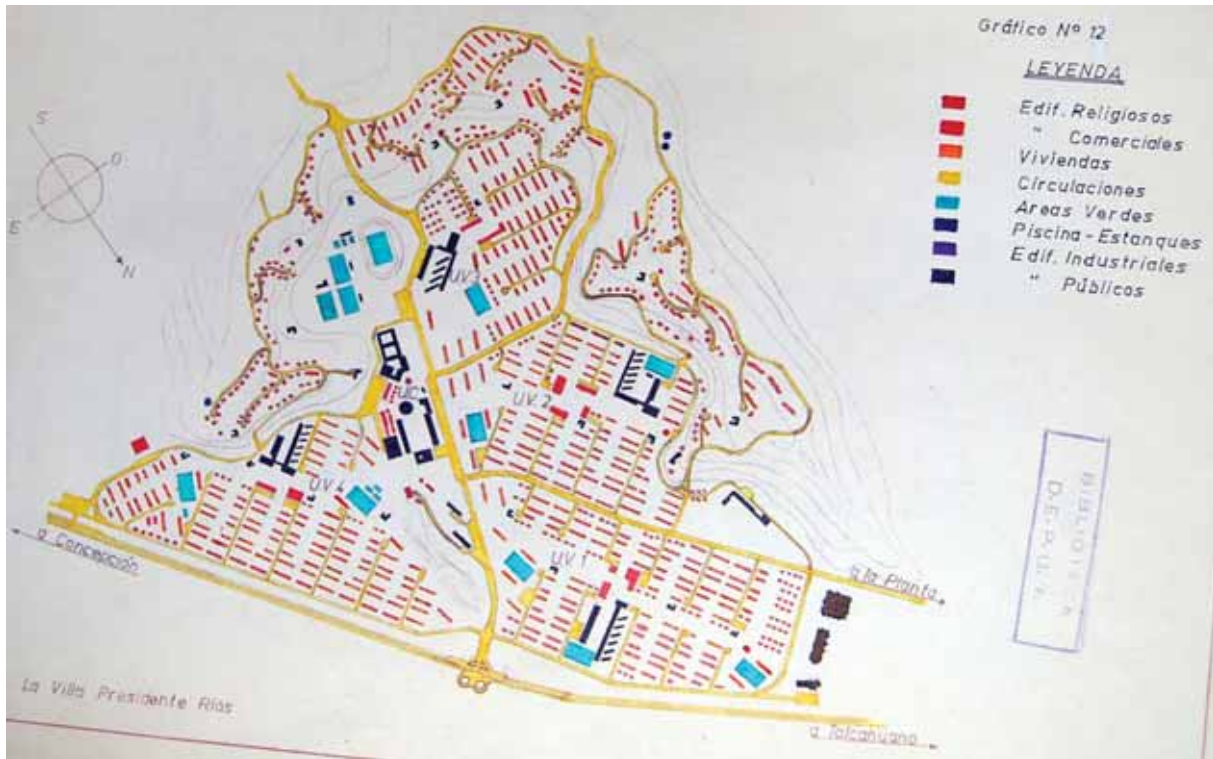 Gráfico Nº 12
LEYENDA
Edif. Religiosos
" Comerciales
Viviendas
Circulaciones
Areas Verdes
Piscina-Estanques
Edif. Industriales
" Públicos
S
O
E
N
UV.3
UC.
UV. 2
UV. 4
UV. 1
a Concepción
a la Planta
BIBLIOTECA
La Villa Presidente Ríos
a Talcahuano